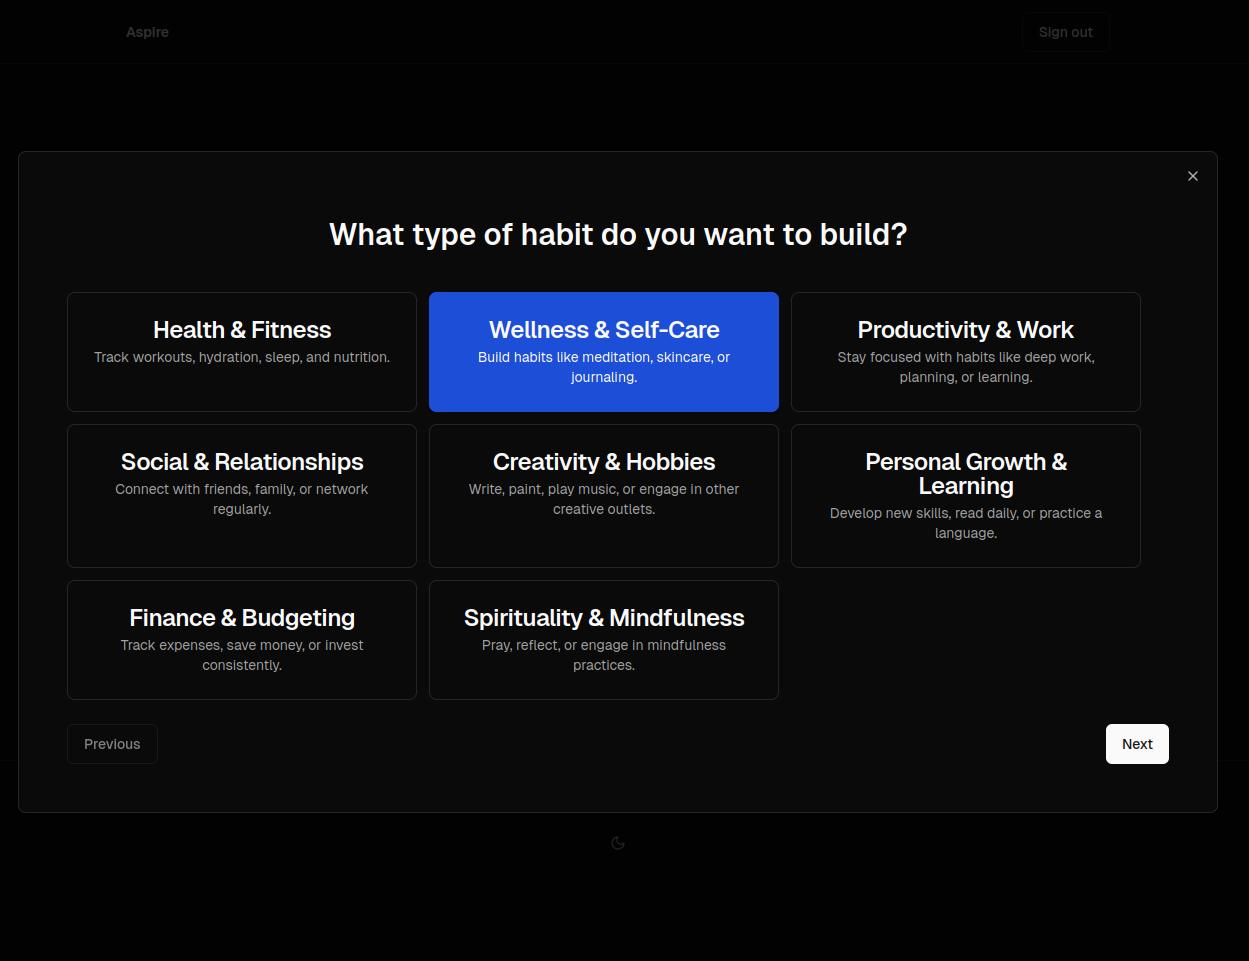 Aspire
Sign out
What type of habit do you want to build?
Health & Fitness
Track workouts, hydration, sleep, and nutrition.
Wellness & Self-Care
Build habits like meditation, skincare, or
journaling.
Productivity & Work
Stay focused with habits like deep work,
planning, or learning.
Social & Relationships
Connect with friends, family, or network
regularly.
Creativity & Hobbies
Write, paint, play music, or engage in other
creative outlets.
Personal Growth &
Learning
Develop new skills, read daily, or practice a
language.
Finance & Budgeting
Track expenses, save money, or invest
consistently.
Spirituality & Mindfulness
Pray, reflect, or engage in mindfulness
practices.
Previous
Next